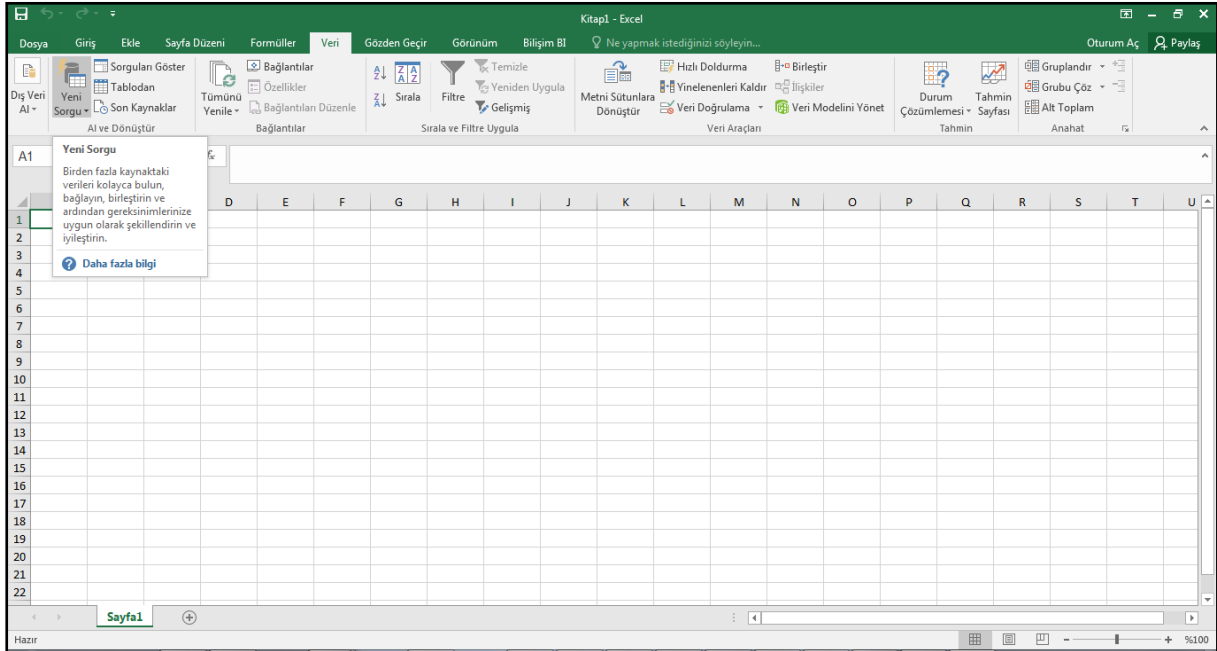 Kitap1 - Excel
Dosya Giriş Ekle Sayfa Düzeni Formüller Veri Gözden Geçir Görünüm Bilişim BI Ne yapmak istediğinizi söyleyin... Oturum Aç Paylaş
Dış Veri Al
Yeni Sorgu
Sorguları Göster
Tablodan
Son Kaynaklar
Al ve Dönüştür
Tümünü Yenile
Bağlantılar
Özellikler
Bağlantıları Düzenle
Bağlantılar
Sırala
Filtre
Temizle
Yeniden Uygula
Gelişmiş
Sırala ve Filtre Uygula
Metni Sütunlara Dönüştür
Hızlı Doldurma
Yinelenenleri Kaldır
Veri Doğrulama
Birleştir
İlişkiler
Veri Modelini Yönet
Veri Araçları
Durum Çözümlemesi
Tahmin Sayfası
Tahmin
Gruplandır
Grubu Çöz
Alt Toplam
Anahat
A1
fx
Yeni Sorgu
Birden fazla kaynaktaki
verileri kolayca bulun,
bağlayın, birleştirin ve
ardından gereksinimlerinize
uygun olarak şekillendirin ve
iyileştirin.
Daha fazla bilgi
D E F G H I J K L M N O P Q R S T U
1
2
3
4
5
6
7
8
9
10
11
12
13
14
15
16
17
18
19
20
21
22
Sayfa1
Hazır
%100